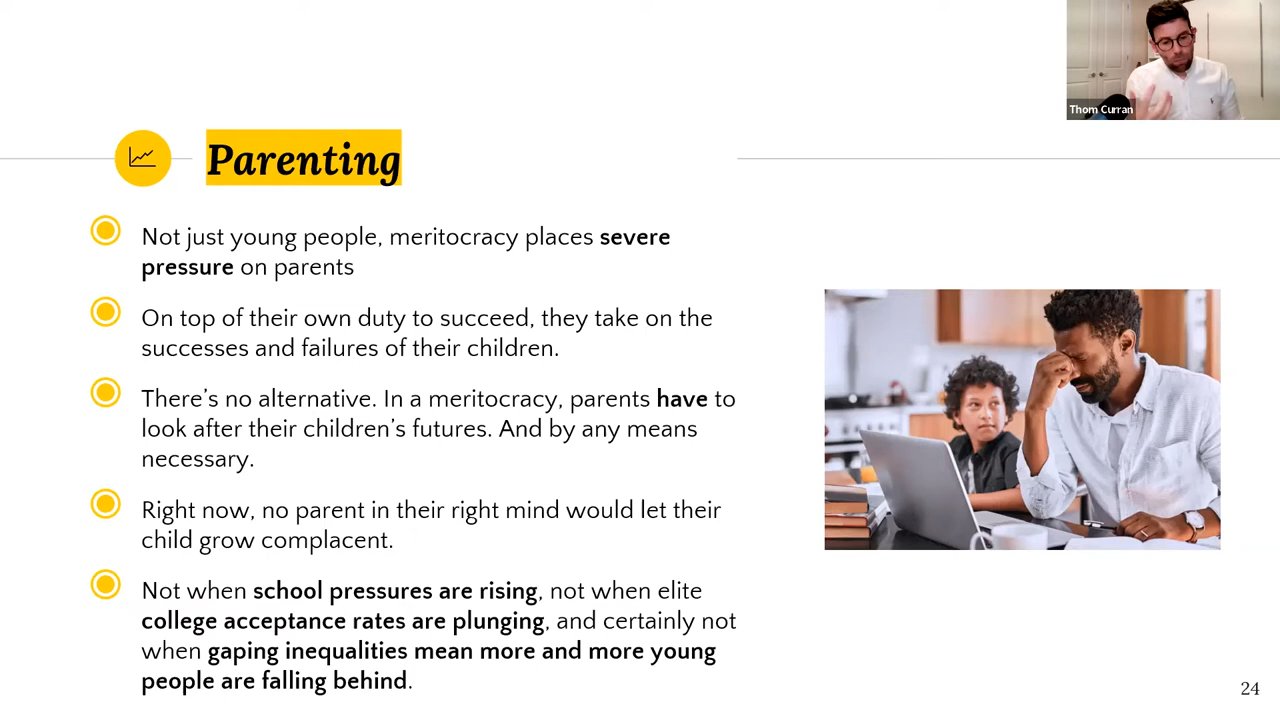 Thom Curran
Parenting
Not just young people, meritocracy places severe
pressure on parents
On top of their own duty to succeed, they take on the
successes and failures of their children.
There’s no alternative. In a meritocracy, parents have to
look after their children’s futures. And by any means
necessary.
Right now, no parent in their right mind would let their
child grow complacent.
Not when school pressures are rising, not when elite
college acceptance rates are plunging, and certainly not
when gaping inequalities mean more and more young
people are falling behind.
24